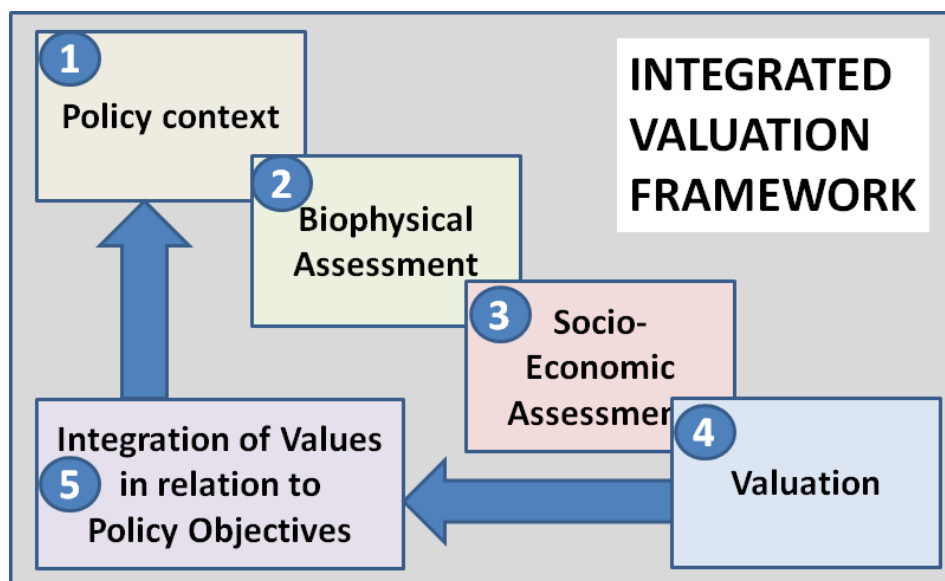 INTEGRATED
VALUATION
FRAMEWORK
1
Policy context
2
Biophysical
Assessment
3
Socio-
Economic
Assessmen
4
Valuation
Integration of Values
5 in relation to
Policy Objectives